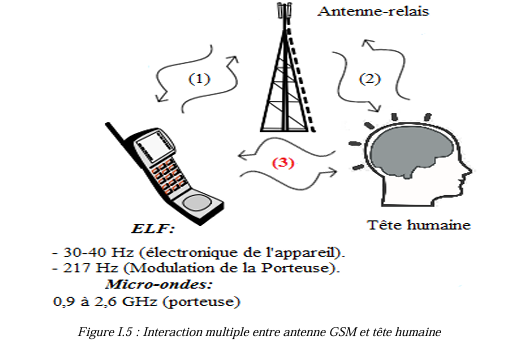 Antenne-relais
(1)
(2)
(3)
Tête humaine
ELF:
- 30-40 Hz (électronique de l'appareil).
- 217 Hz (Modulation de la Porteuse).
Micro-ondes:
0,9 à 2,6 GHz (porteuse)
Figure I.5 : Interaction multiple entre antenne GSM et tête humaine